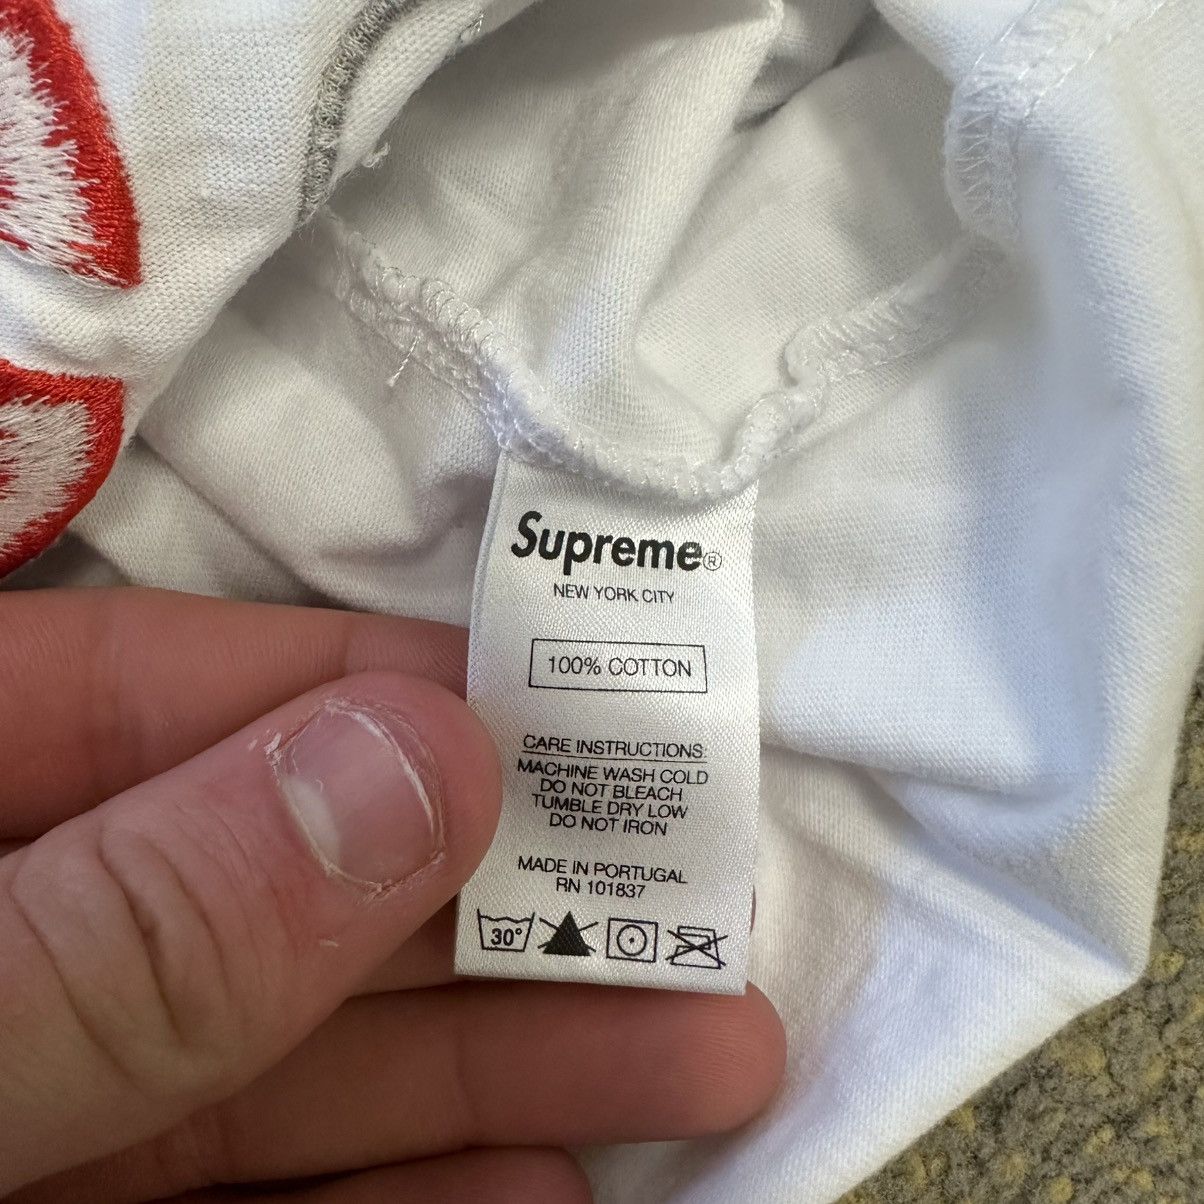 Supreme®
NEW YORK CITY
100% COTTON
CARE INSTRUCTIONS:
MACHINE WASH COLD
DO NOT BLEACH
TUMBLE DRY LOW
DO NOT IRON
MADE IN PORTUGAL
RN 101837
30°